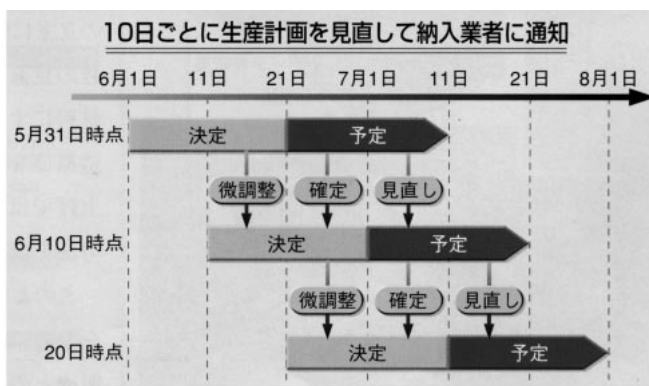 10日ごとに生産計画を見直して納入業者に通知
6月1日 11日 21日 7月1日 11日 21日 8月1日
5月31日時点 決定 予定
微調整 確定 見直し
6月10日時点 決定 予定
微調整 確定 見直し
20日時点 決定 予定